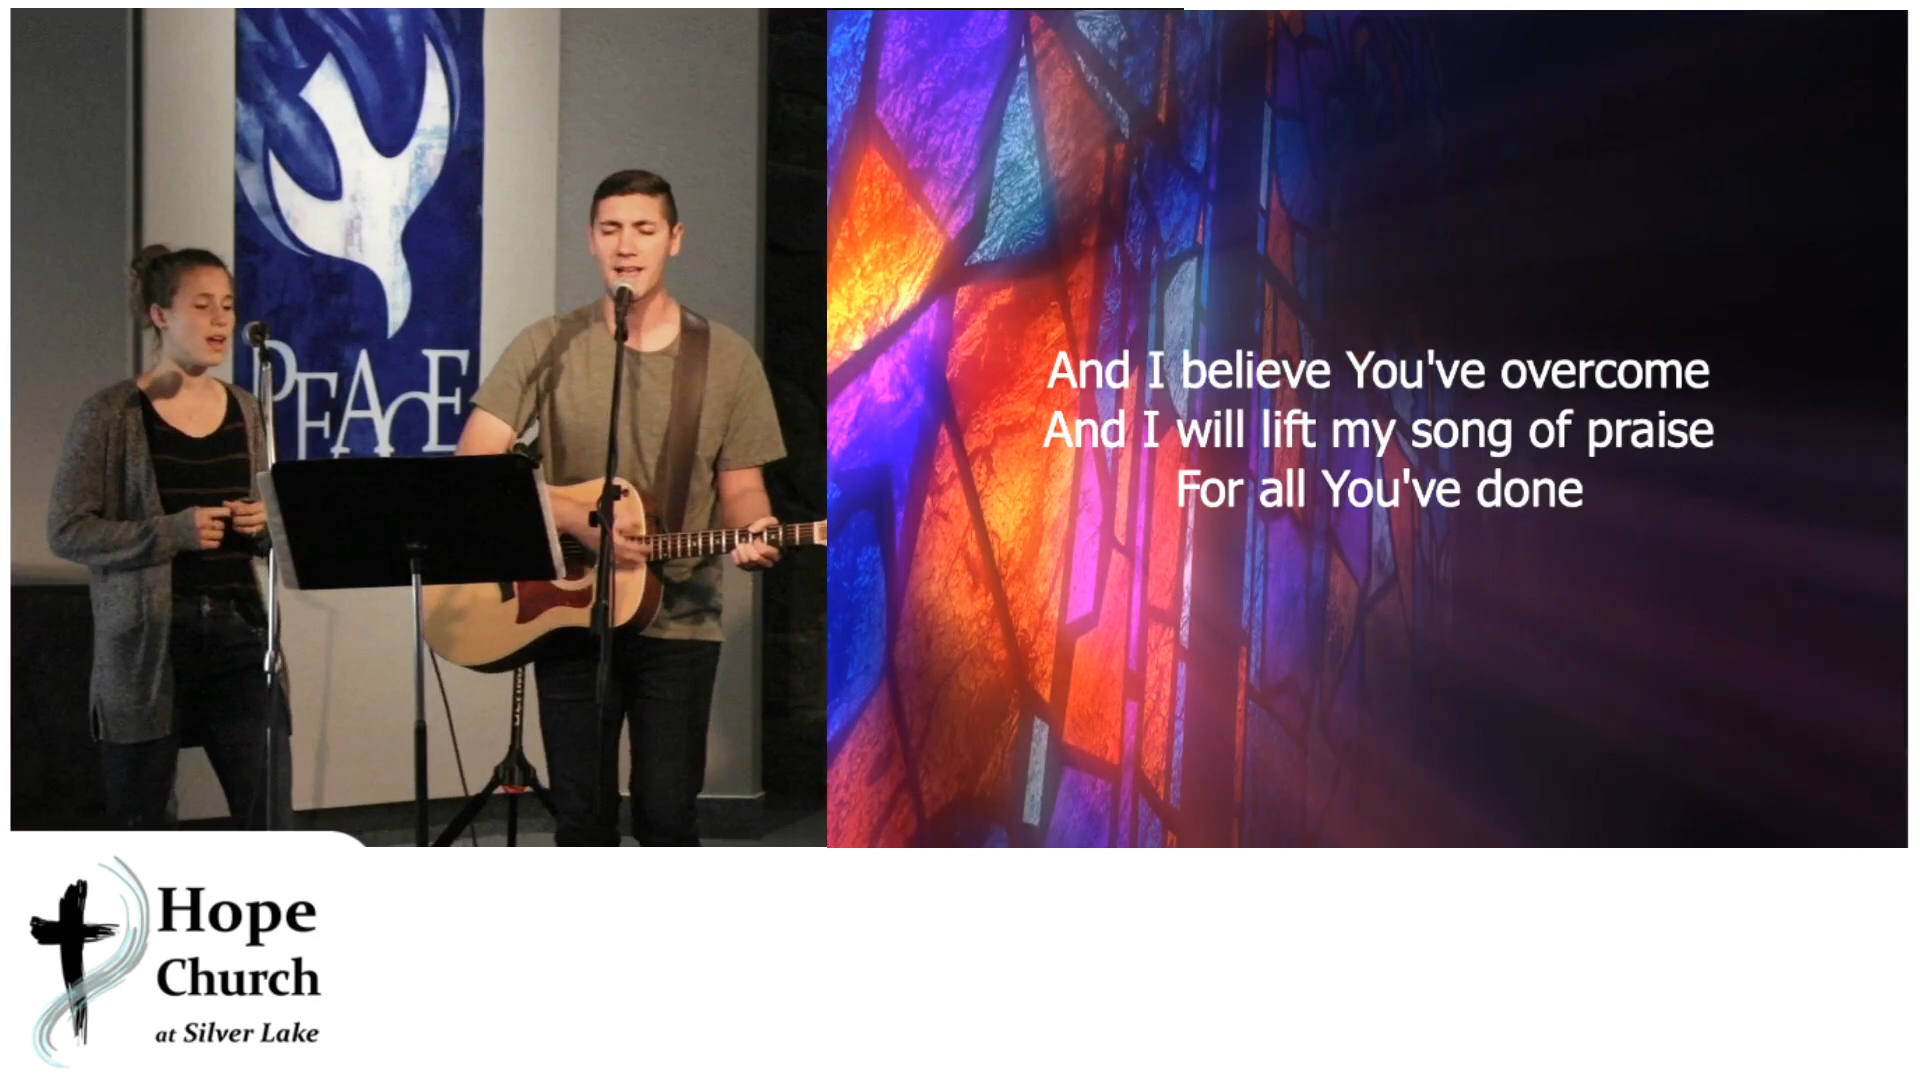 PEACE
And I believe You've overcome
And I will lift my song of praise
For all You've done
Hope
Church
at Silver Lake